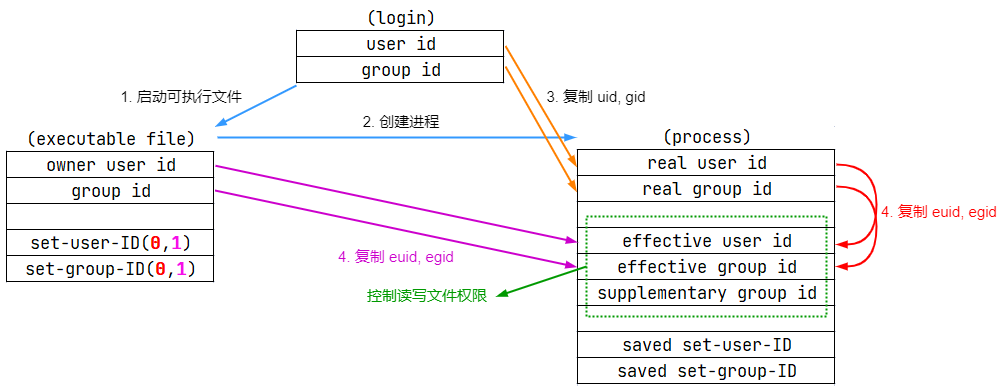 (login)
user id
group id
1. 启动可执行文件
3. 复制 uid, gid
2. 创建进程
(executable file)
owner user id
group id
set-user-ID(0,1)
set-group-ID(0,1)
(process)
real user id
real group id
effective user id
effective group id
supplementary group id
saved set-user-ID
saved set-group-ID
4. 复制 euid, egid
4. 复制 euid, egid
控制读写文件权限